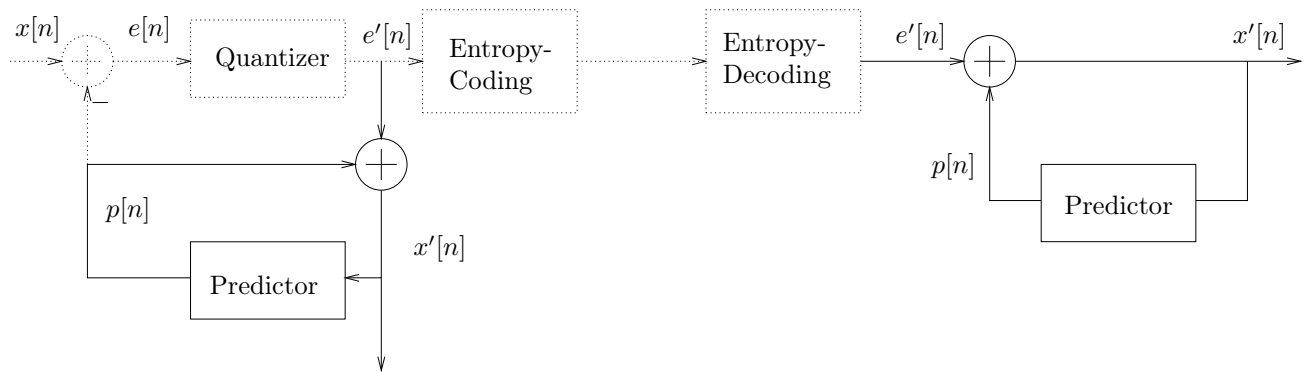 x[n]
e[n]
Quantizer
e′[n]
Entropy-
Coding
Entropy-
Decoding
e′[n]
x′[n]
−
p[n]
Predictor
x′[n]
p[n]
Predictor